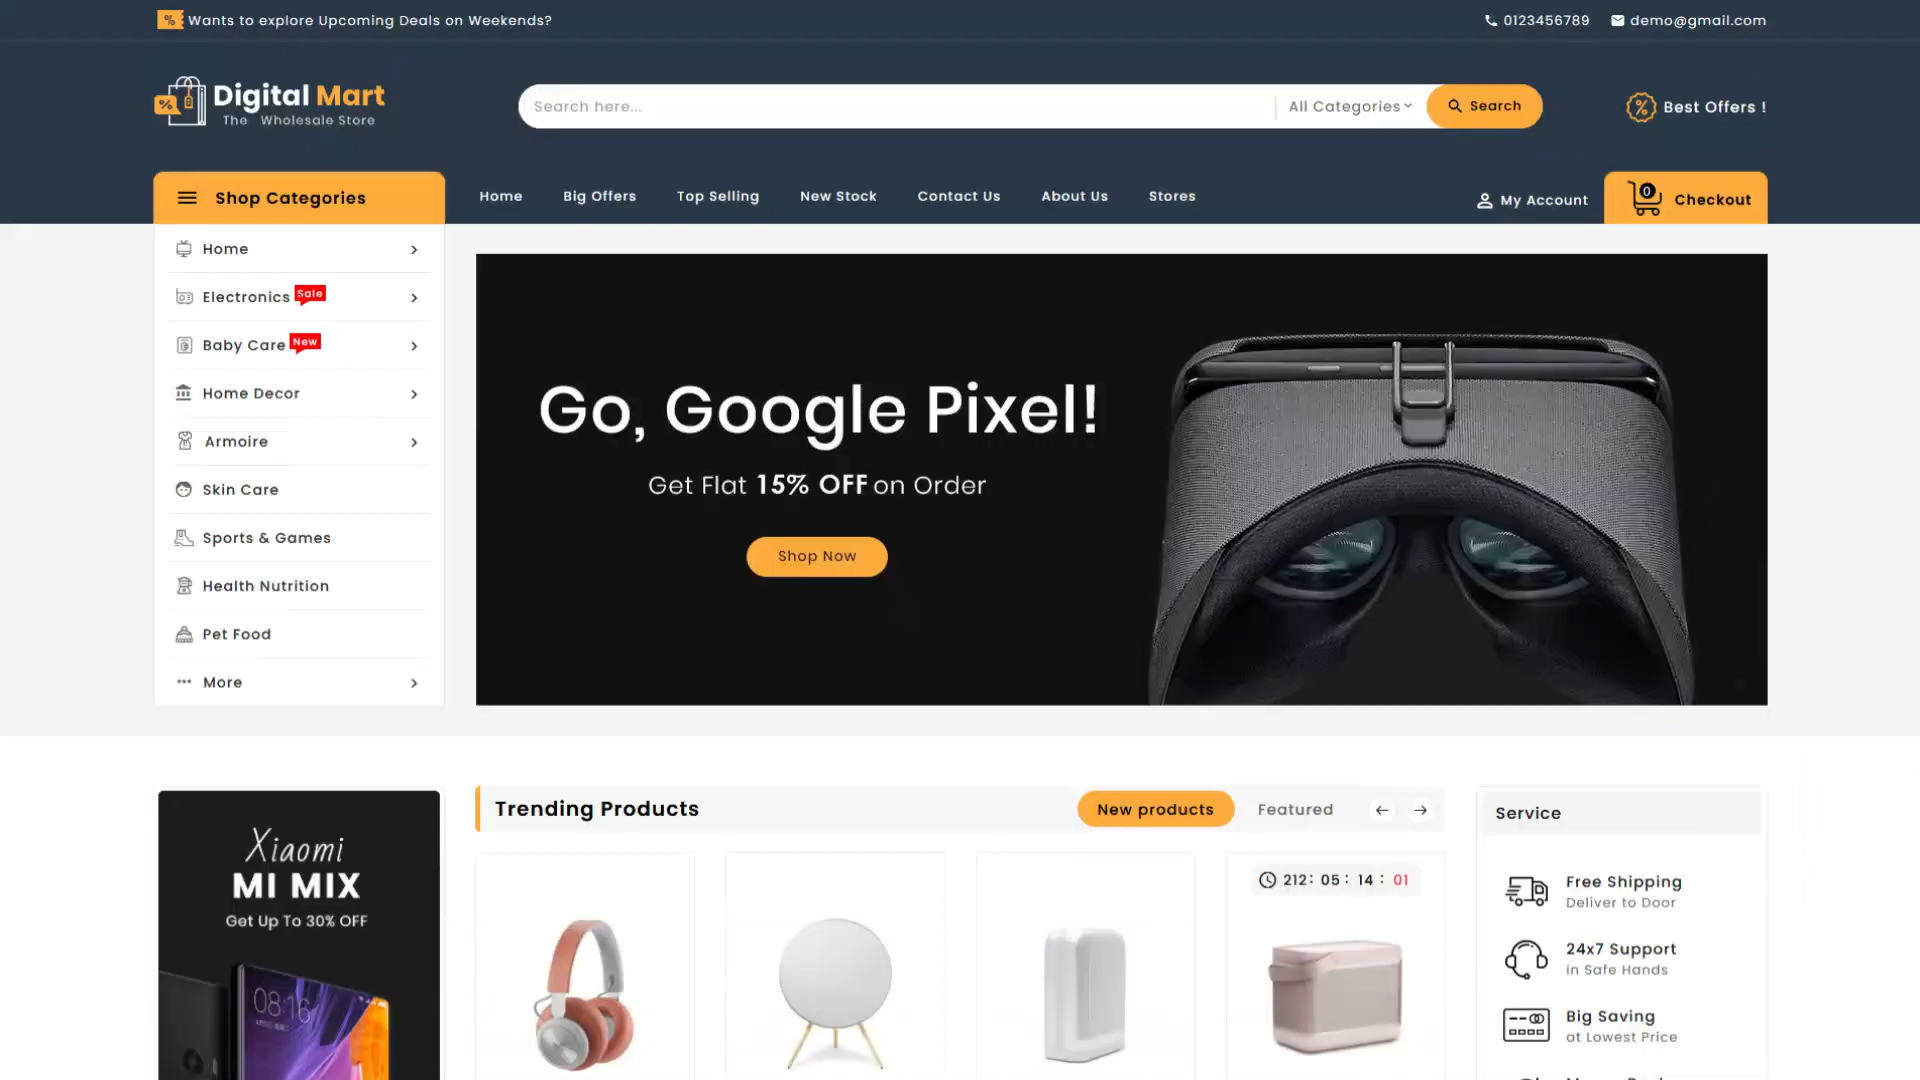 % Wants to explore Upcoming Deals on Weekends?
0123456789 demo@gmail.com
% Digital Mart
The Wholesale Store
Search here...
All Categories
Search
% Best Offers !
Shop Categories
Home Big Offers Top Selling New Stock Contact Us About Us Stores
My Account
0 Checkout
Home
Electronics Sale
Baby Care New
Home Decor
Armoire
Skin Care
Sports & Games
Health Nutrition
Pet Food
More
Go, Google Pixel!
Get Flat 15% OFF on Order
Shop Now
Xiaomi
MI MIX
Get Up To 30% OFF
08:16
Trending Products
New products Featured
212: 05: 14 : 01
Service
Free Shipping
Deliver to Door
24x7 Support
in Safe Hands
Big Saving
at Lowest Price